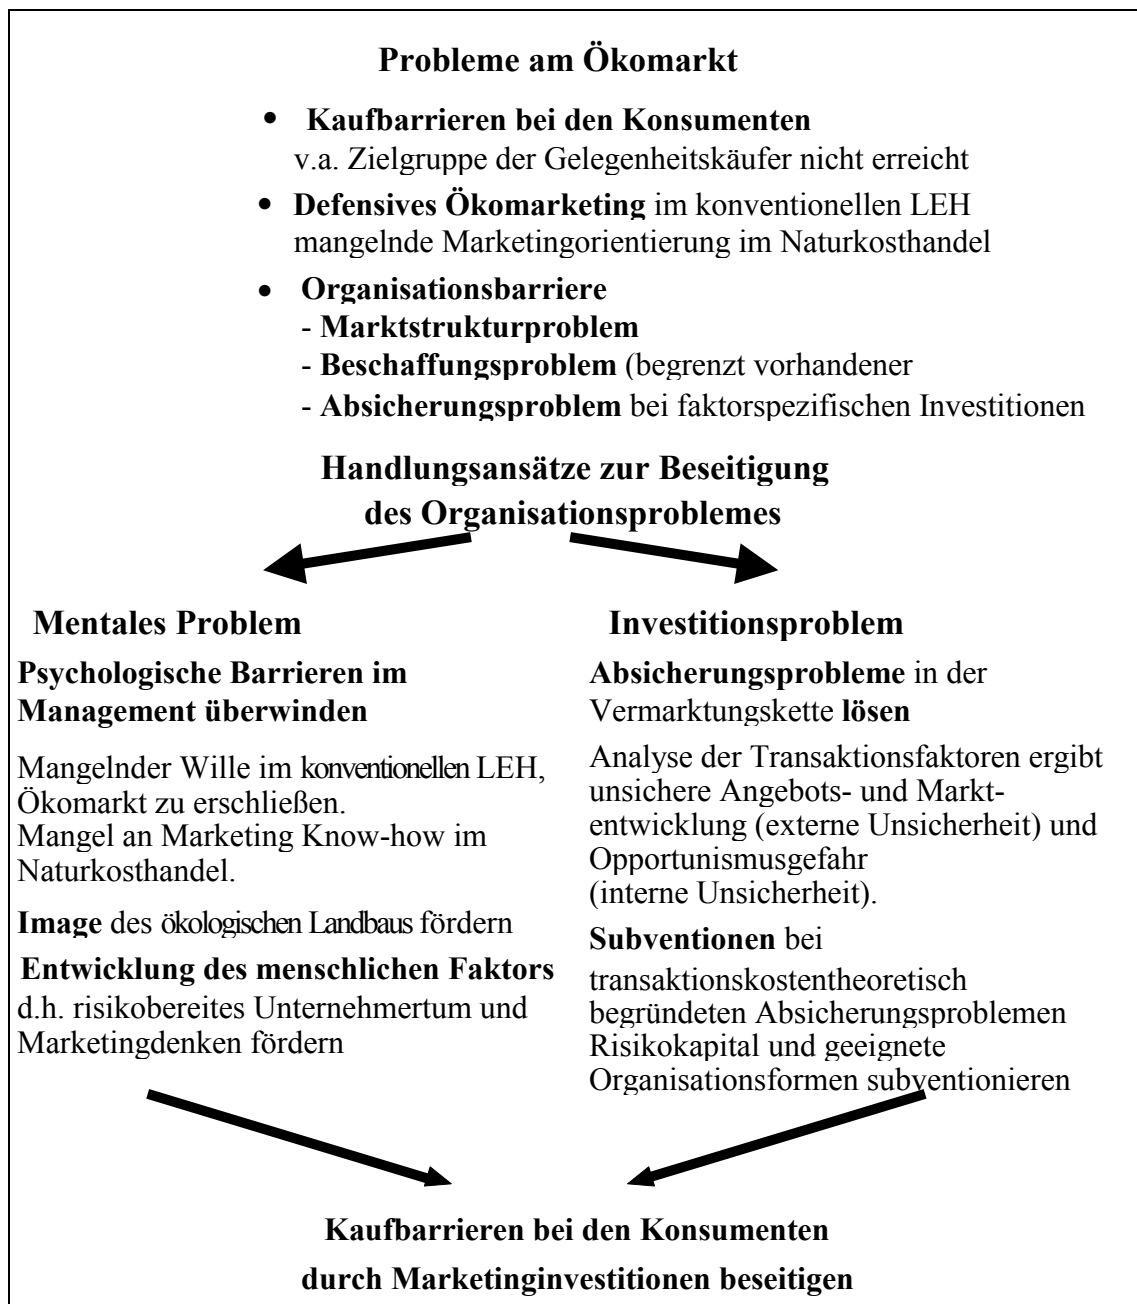 Probleme am Ökomarkt
• Kaufbarrieren bei den Konsumenten
v.a. Zielgruppe der Gelegenheitskäufer nicht erreicht
• Defensives Ökomarketing im konventionellen LEH
mangelnde Marketingorientierung im Naturkosthandel
• Organisationsbarriere
- Marktstrukturproblem
- Beschaffungsproblem (begrenzt vorhandener
- Absicherungsproblem bei faktorspezifischen Investitionen
Handlungsansätze zur Beseitigung
des Organisationsproblemes
Mentales Problem
Psychologische Barrieren im
Management überwinden
Mangelnder Wille im konventionellen LEH,
Ökomarkt zu erschließen.
Mangel an Marketing Know-how im
Naturkosthandel.
Image des ökologischen Landbaus fördern
Entwicklung des menschlichen Faktors
d.h. risikobereites Unternehmertum und
Marketingdenken fördern
Investitionsproblem
Absicherungsprobleme in der
Vermarktungskette lösen
Analyse der Transaktionsfaktoren ergibt
unsichere Angebots- und Markt-
entwicklung (externe Unsicherheit) und
Opportunismusgefahr
(interne Unsicherheit).
Subventionen bei
transaktionskostentheoretisch
begründeten Absicherungsproblemen
Risikokapital und geeignete
Organisationsformen subventionieren
Kaufbarrieren bei den Konsumenten
durch Marketinginvestitionen beseitigen